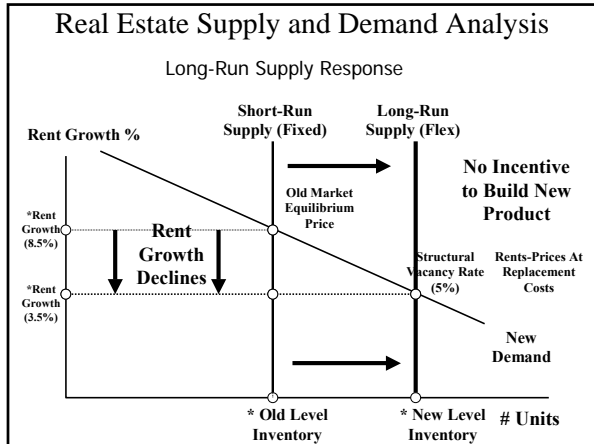 Real Estate Supply and Demand Analysis
Long-Run Supply Response
Short-Run
Supply (Fixed)
Long-Run
Supply (Flex)
Rent Growth %
No Incentive
to Build New
Product
Old Market
Equilibrium
Price
*Rent
Growth
(8.5%)
Rent
Growth
Declines
Structural
Vacancy Rate
(5%)
Rents-Prices At
Replacement
Costs
*Rent
Growth
(3.5%)
New
Demand
* Old Level
Inventory
* New Level
Inventory
# Units